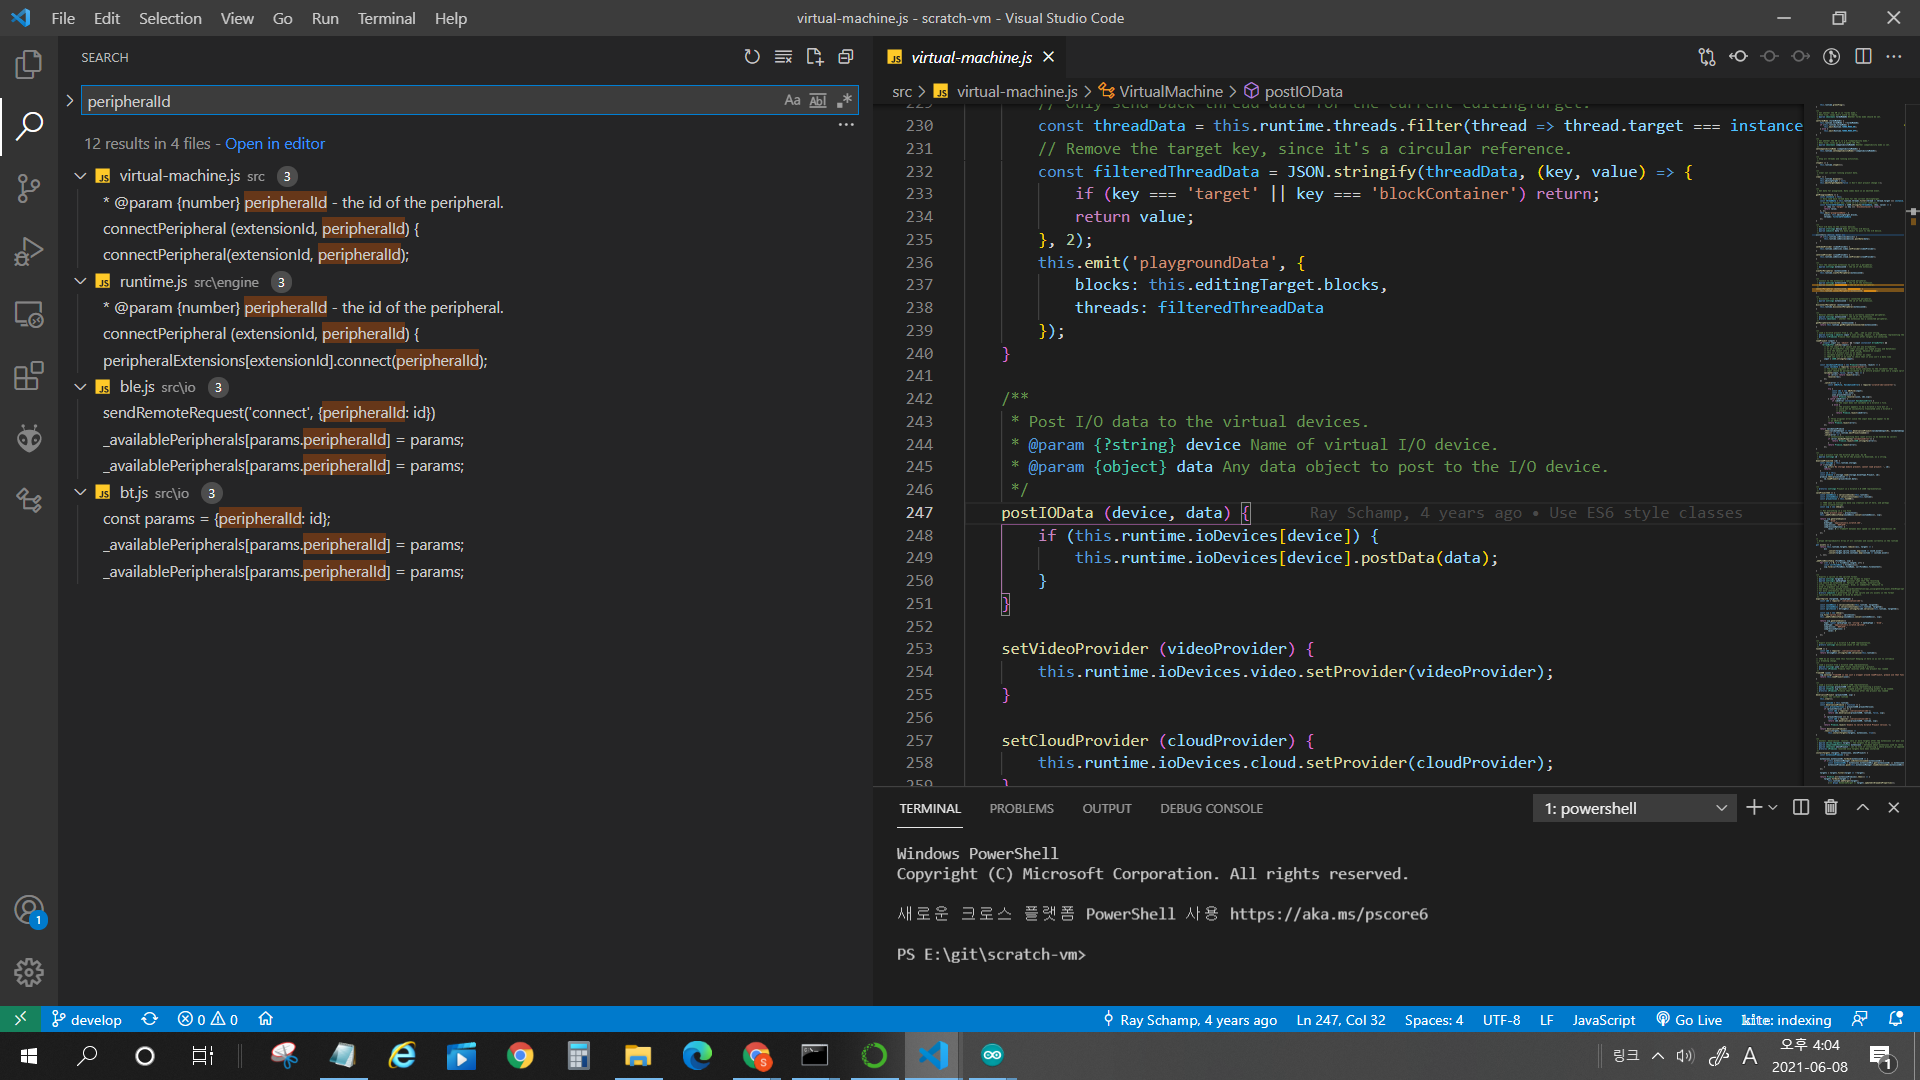 File Edit Selection View Go Run Terminal Help
virtual-machine.js - scratch-vm - Visual Studio Code
SEARCH
peripheralId
Aa Abl .*
12 results in 4 files - Open in editor
virtual-machine.js src 3
* @param {number} peripheralId - the id of the peripheral.
connectPeripheral (extensionId, peripheralId) {
connectPeripheral(extensionId, peripheralId);
runtime.js src\engine 3
* @param {number} peripheralId - the id of the peripheral.
connectPeripheral (extensionId, peripheralId) {
peripheralExtensions[extensionId].connect(peripheralId);
ble.js src\io 3
sendRemoteRequest('connect', {peripheralId: id})
_availablePeripherals[params.peripheralId] = params;
_availablePeripherals[params.peripheralId] = params;
bt.js src\io 3
const params = {peripheralId: id};
_availablePeripherals[params.peripheralId] = params;
_availablePeripherals[params.peripheralId] = params;
1
JS virtual-machine.js
src > JS virtual-machine.js > VirtualMachine > postIOData
229 // Only send back thread data for the current editingTarget.
230 const threadData = this.runtime.threads.filter(thread => thread.target === instance
231 // Remove the target key, since it's a circular reference.
232 const filteredThreadData = JSON.stringify(threadData, (key, value) => {
233 if (key === 'target' || key === 'blockContainer') return;
234 return value;
235 }, 2);
236 this.emit('playgroundData', {
237 blocks: this.editingTarget.blocks,
238 threads: filteredThreadData
239 });
240 }
241
242 /**
243 * Post I/O data to the virtual devices.
244 * @param {?string} device Name of virtual I/O device.
245 * @param {object} data Any data object to post to the I/O device.
246 */
247 postIOData (device, data) { Ray Schamp, 4 years ago • Use ES6 style classes
248 if (this.runtime.ioDevices[device]) {
249 this.runtime.ioDevices[device].postData(data);
250 }
251 }
252
253 setVideoProvider (videoProvider) {
254 this.runtime.ioDevices.video.setProvider(videoProvider);
255 }
256
257 setCloudProvider (cloudProvider) {
258 this.runtime.ioDevices.cloud.setProvider(cloudProvider);
259 }
TERMINAL PROBLEMS OUTPUT DEBUG CONSOLE
1: powershell
Windows PowerShell
Copyright (C) Microsoft Corporation. All rights reserved.
새로운 크로스 플랫폼 PowerShell 사용 https://aka.ms/pscore6
PS E:\git\scratch-vm>
develop 0 0
Ray Schamp, 4 years ago Ln 247, Col 32 Spaces: 4 UTF-8 LF JavaScript Go Live kite: indexing
링크 A 오후 4:04
2021-06-08
1